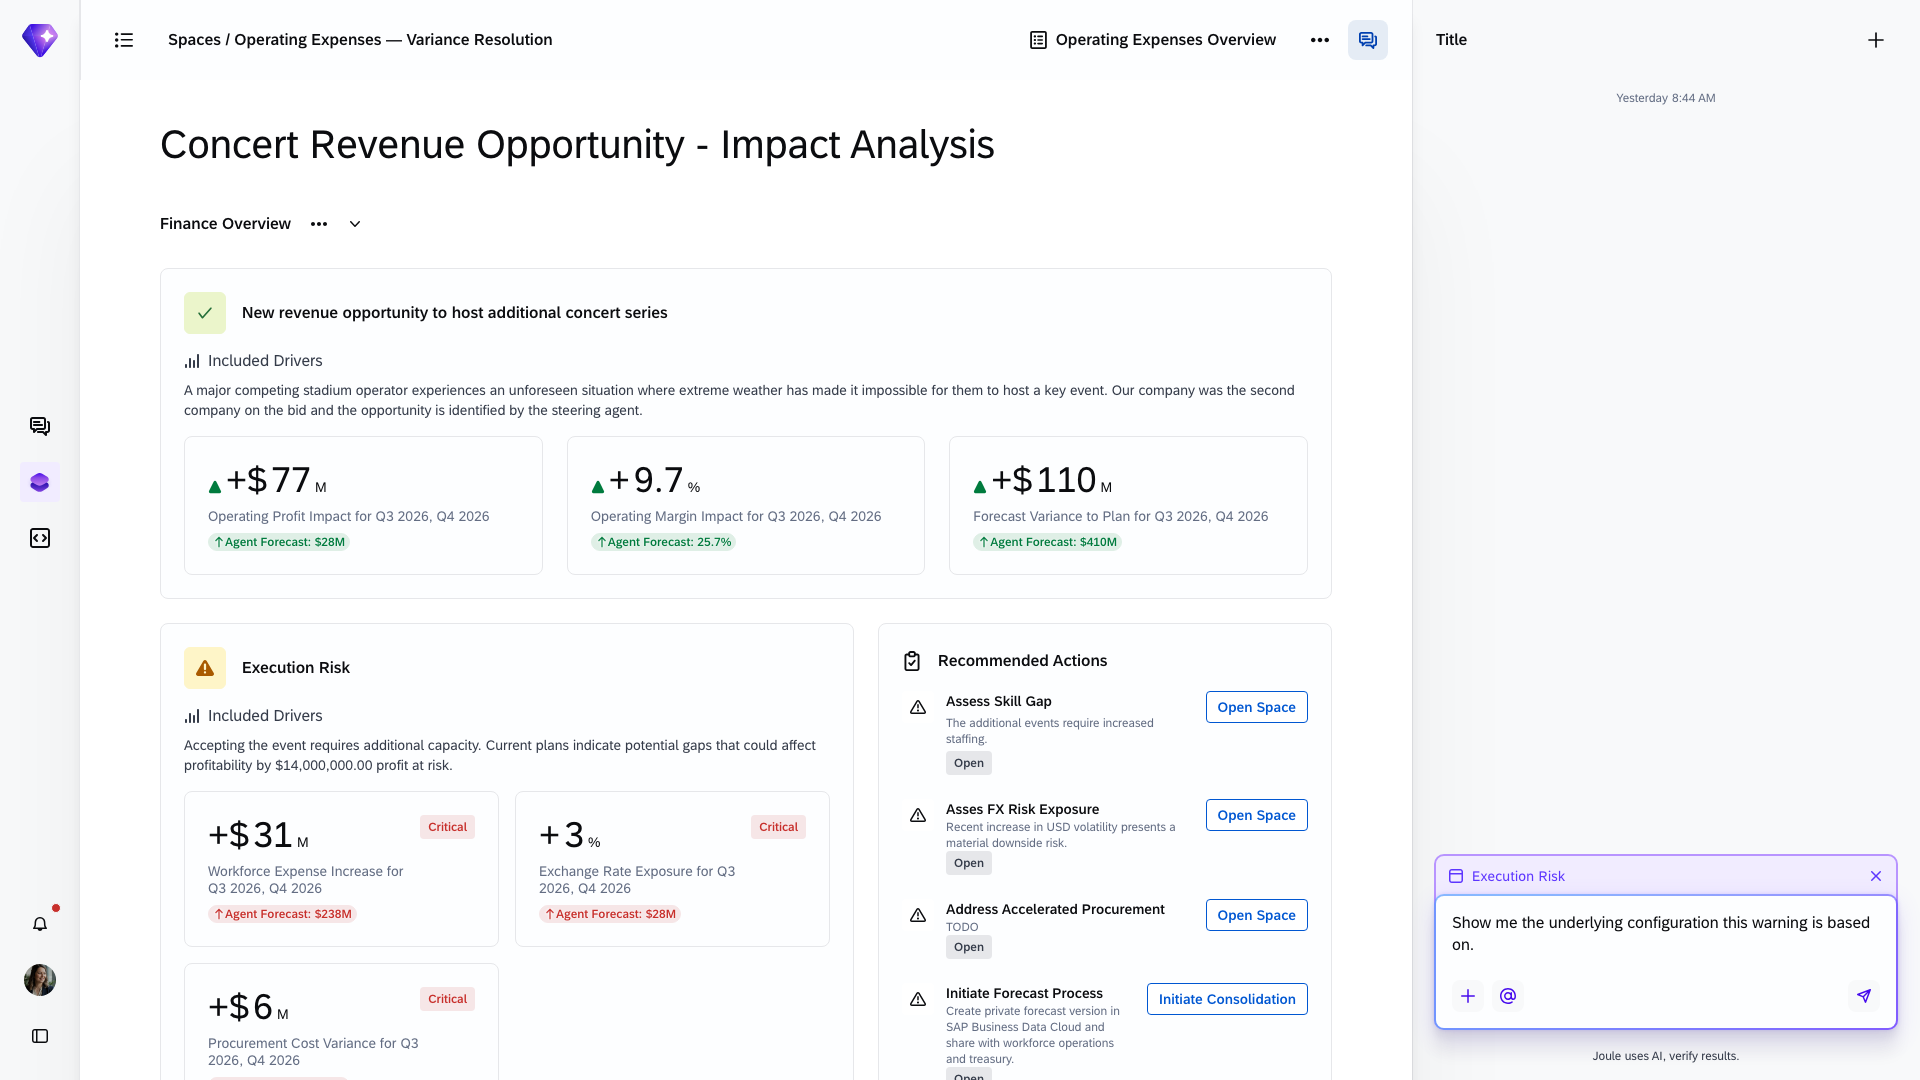 Spaces / Operating Expenses — Variance Resolution
Operating Expenses Overview
Title
Yesterday 8:44 AM
Concert Revenue Opportunity - Impact Analysis
Finance Overview
New revenue opportunity to host additional concert series
Included Drivers
A major competing stadium operator experiences an unforeseen situation where extreme weather has made it impossible for them to host a key event. Our company was the second
company on the bid and the opportunity is identified by the steering agent.
+$77 M
Operating Profit Impact for Q3 2026, Q4 2026
↑Agent Forecast: $28M
+9.7 %
Operating Margin Impact for Q3 2026, Q4 2026
↑Agent Forecast: 25.7%
+$110 M
Forecast Variance to Plan for Q3 2026, Q4 2026
↑Agent Forecast: $410M
Execution Risk
Included Drivers
Accepting the event requires additional capacity. Current plans indicate potential gaps that could affect
profitability by $14,000,000.00 profit at risk.
+$31 M
Critical
Workforce Expense Increase for
Q3 2026, Q4 2026
↑Agent Forecast: $238M
+3 %
Critical
Exchange Rate Exposure for Q3
2026, Q4 2026
↑Agent Forecast: $28M
+$6 M
Critical
Procurement Cost Variance for Q3
2026, Q4 2026
Recommended Actions
Assess Skill Gap
The additional events require increased
staffing.
Open
Open Space
Asses FX Risk Exposure
Recent increase in USD volatility presents a
material downside risk.
Open
Open Space
Address Accelerated Procurement
TODO
Open
Open Space
Initiate Forecast Process
Create private forecast version in
SAP Business Data Cloud and
share with workforce operations
and treasury.
Open
Initiate Consolidation
Execution Risk
Show me the underlying configuration this warning is based
on.
Joule uses AI, verify results.